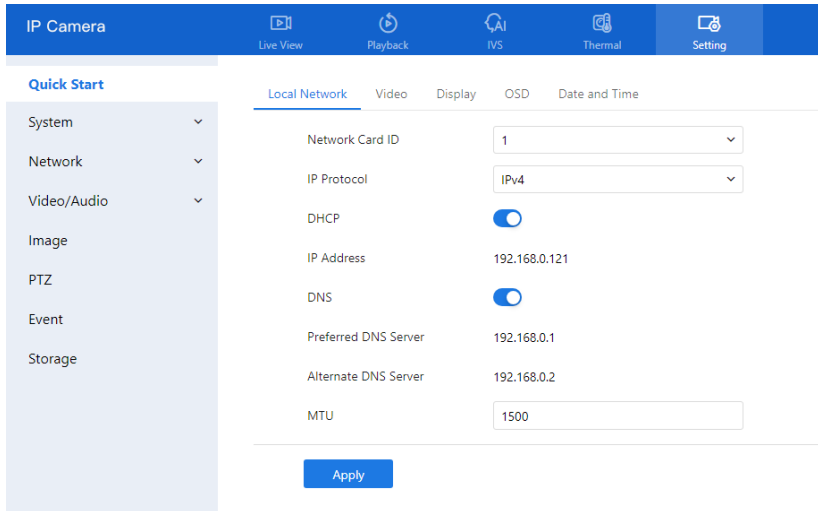 IP Camera
Live View
Playback
AI
IVS
Thermal
Setting
Quick Start
System
Network
Video/Audio
Image
PTZ
Event
Storage
Local Network Video Display OSD Date and Time
Network Card ID 1
IP Protocol IPv4
DHCP
IP Address 192.168.0.121
DNS
Preferred DNS Server 192.168.0.1
Alternate DNS Server 192.168.0.2
MTU 1500
Apply